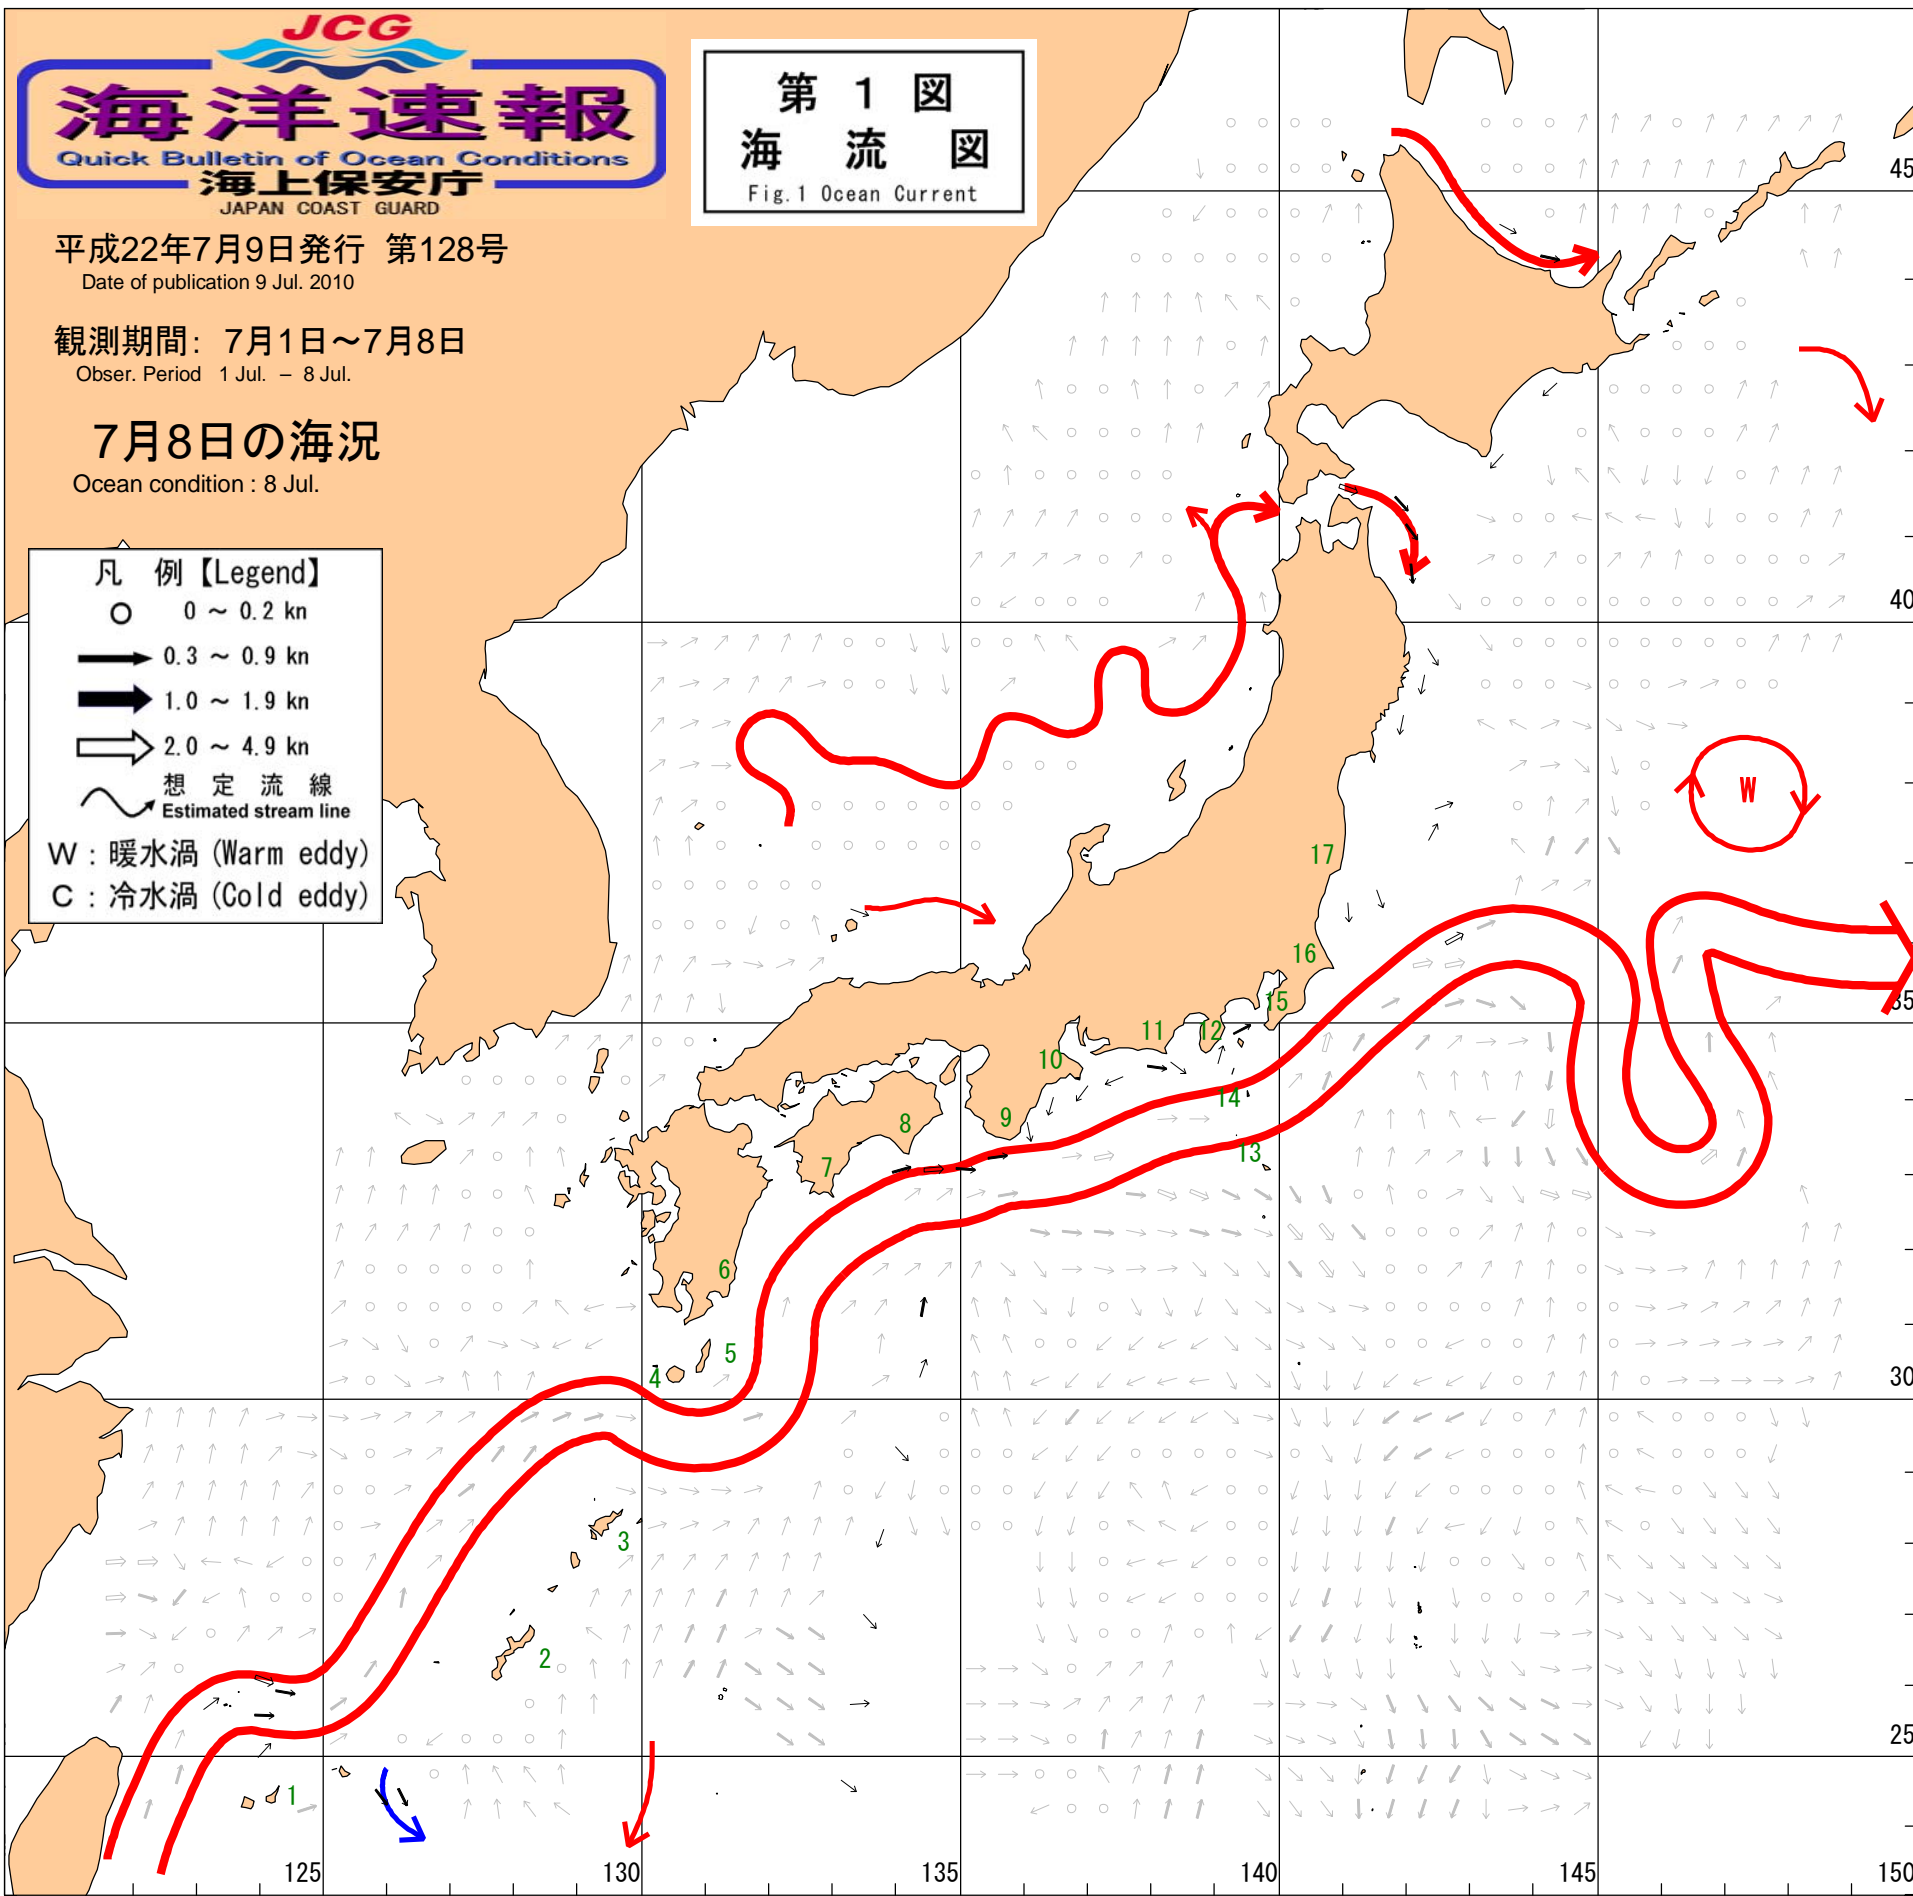 JCG
海洋速報
Quick Bulletin of Ocean Conditions
海上保安庁
JAPAN COAST GUARD
第 1 図
海 流 図
Fig.1 Ocean Current
平成22年7月9日発行 第128号
Date of publication 9 Jul. 2010
観測期間: 7月1日～7月8日
Obser. Period 1 Jul. – 8 Jul.
7月8日の海況
Ocean condition : 8 Jul.
凡 例【Legend】
0 ～ 0.2 kn
0.3 ～ 0.9 kn
1.0 ～ 1.9 kn
2.0 ～ 4.9 kn
想 定 流 線
Estimated stream line
W : 暖水渦 (Warm eddy)
C : 冷水渦 (Cold eddy)
45
40
W
17
16
35
15
12
11
10
14
9
8
13
7
6
5
4
30
3
2
25
1
125
130
135
140
145
150